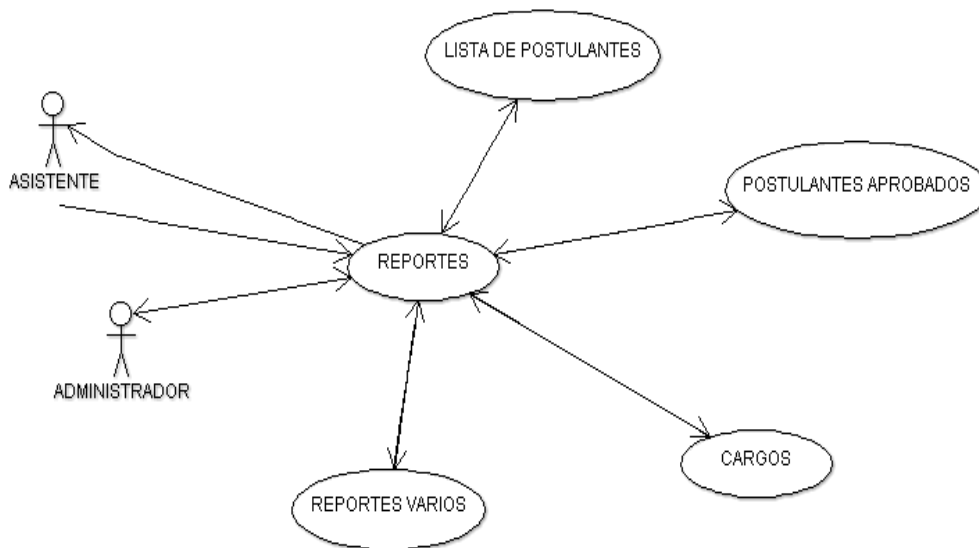 LISTA DE POSTULANTES
ASISTENTE
POSTULANTES APROBADOS
REPORTES
ADMINISTRADOR
CARGOS
REPORTES VARIOS